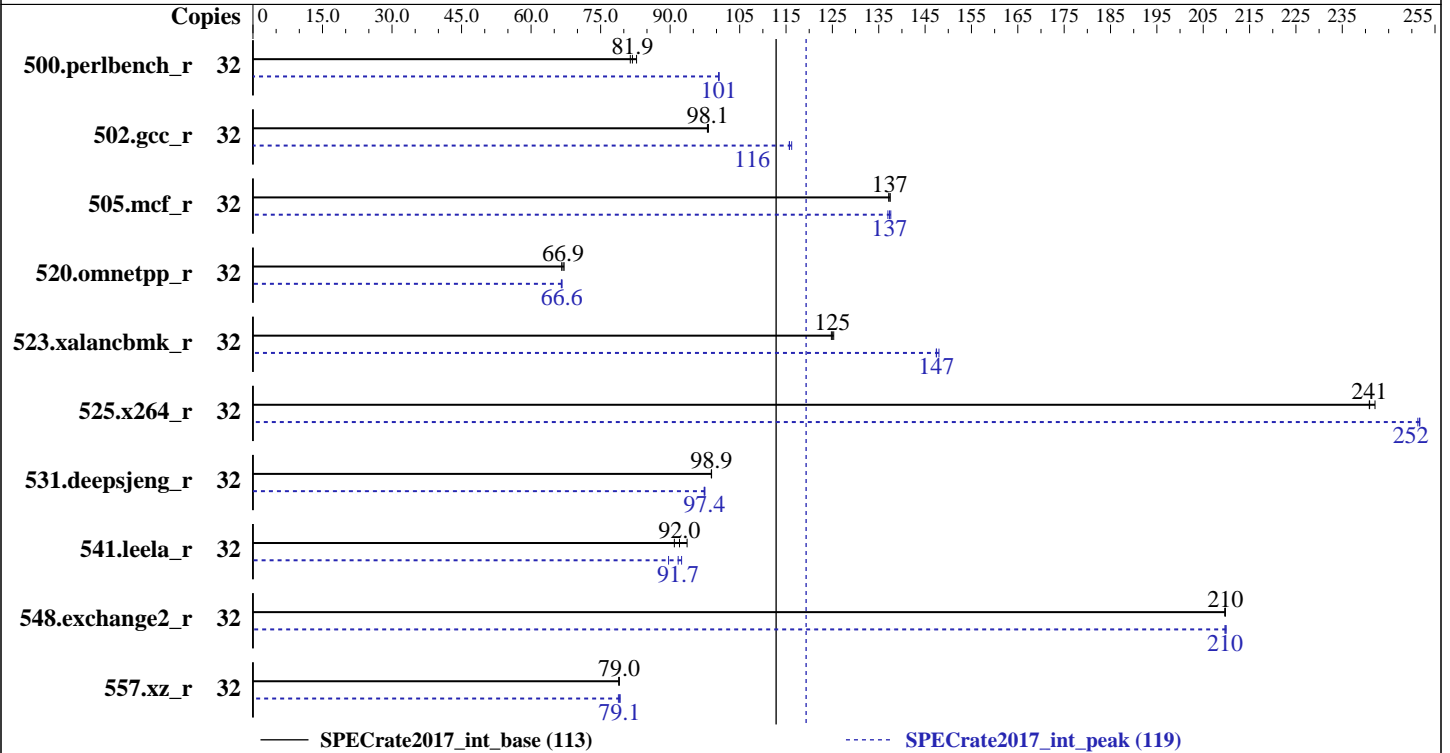 Copies 0 15.0 30.0 45.0 60.0 75.0 90.0 105 115 125 135 145 155 165 175 185 195 205 215 225 235 255
81.9
500.perlbench_r 32
101
98.1
502.gcc_r 32
116
137
505.mcf_r 32
137
66.9
520.omnetpp_r 32
66.6
125
523.xalancbmk_r 32
147
241
525.x264_r 32
252
98.9
531.deepsjeng_r 32
97.4
92.0
541.leela_r 32
91.7
210
548.exchange2_r 32
210
79.0
557.xz_r 32
79.1
SPECrate2017_int_base (113) SPECrate2017_int_peak (119)